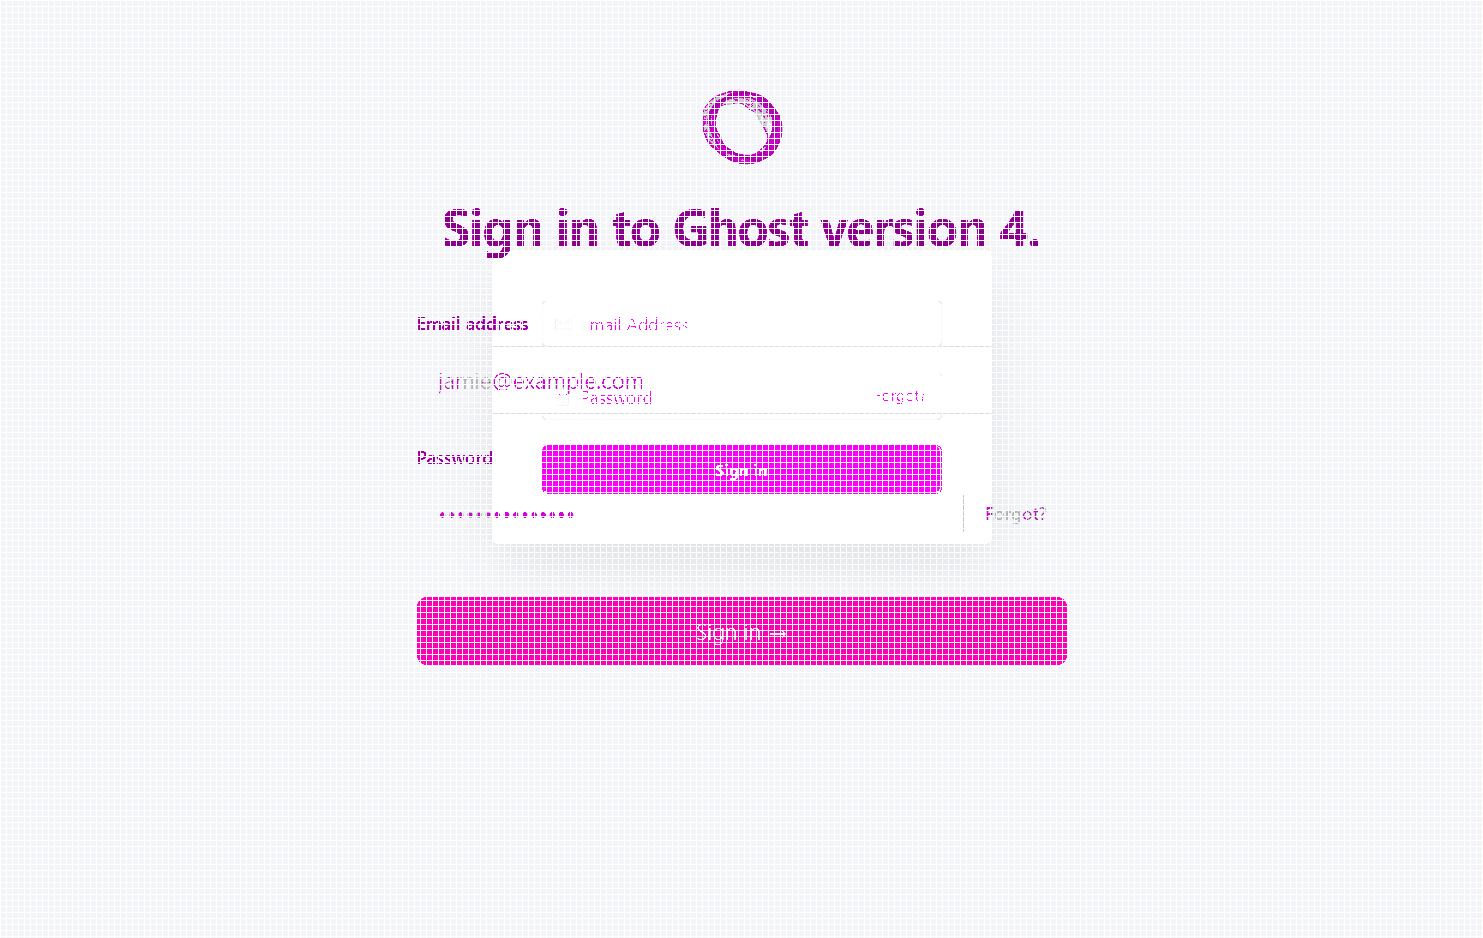 Sign in to Ghost version 4.
Email address
Email Address
jamie@example.com
Password
Forgot?
Sign in
Password
••••••••••••••• Forgot?
Sign in →